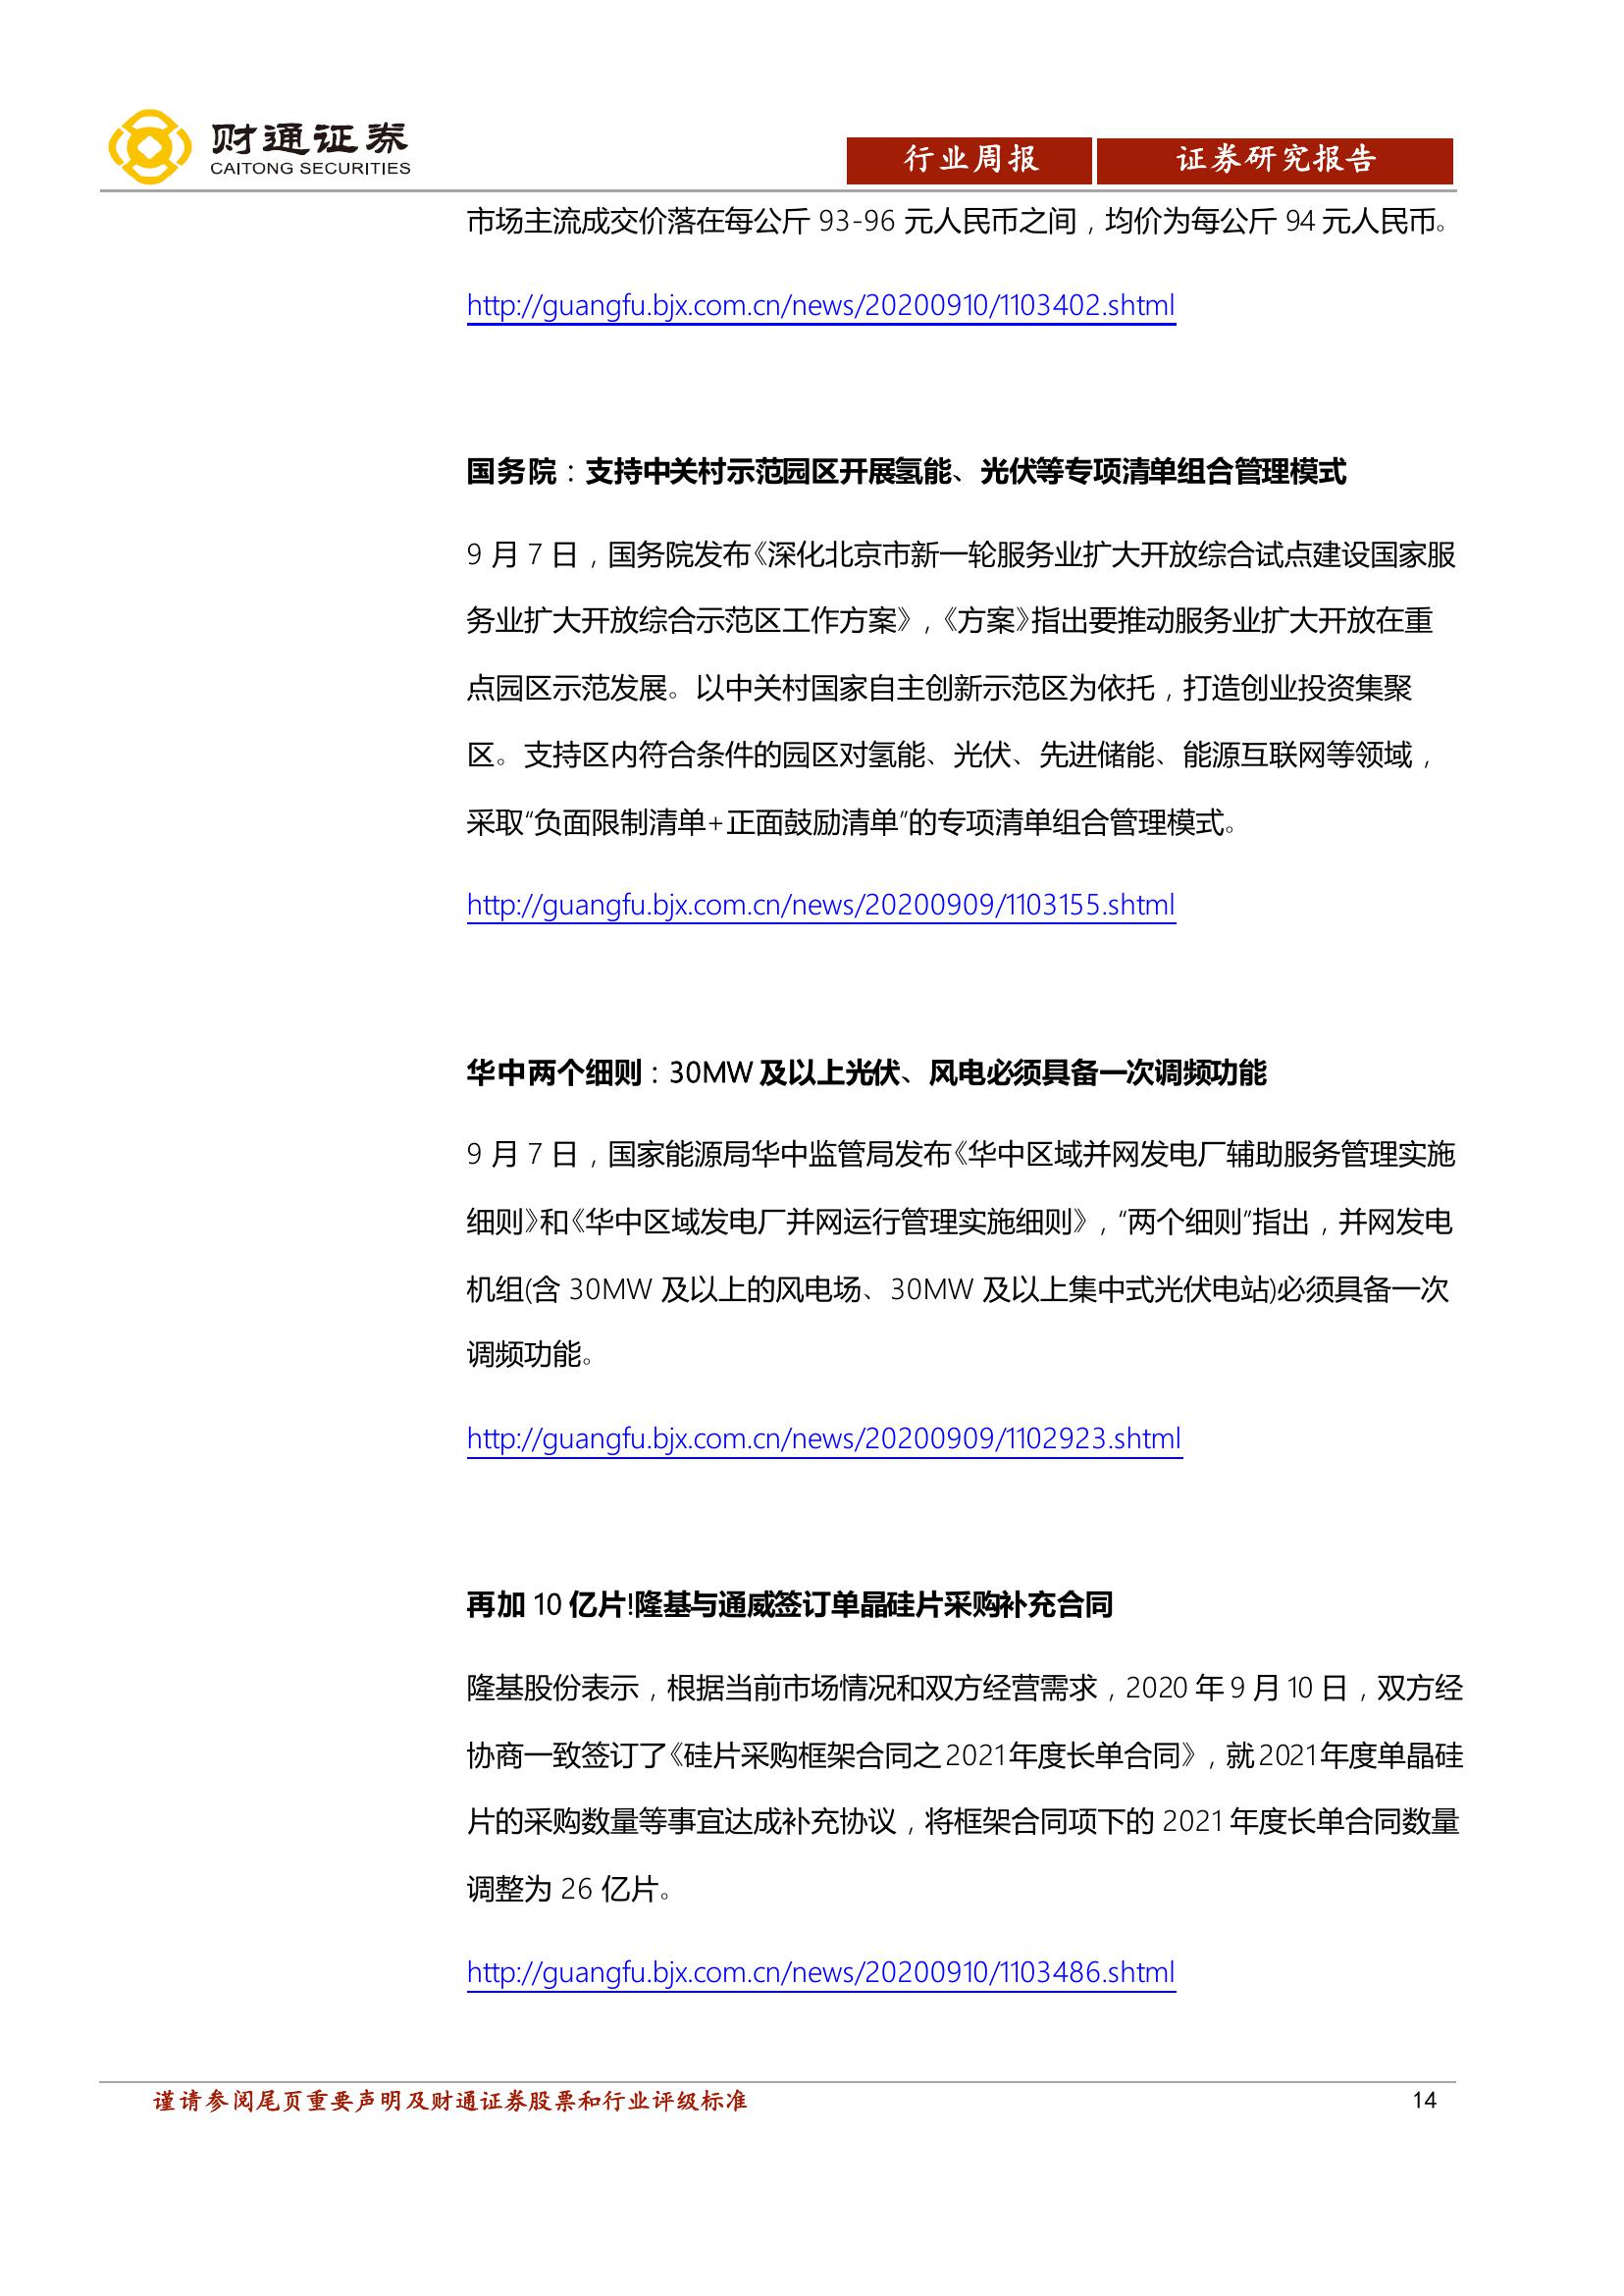 财通证券
CAITONG SECURITIES
行业周报
证券研究报告
市场主流成交价落在每公斤 93-96 元人民币之间，均价为每公斤 94 元人民币。
http://guangfu.bjx.com.cn/news/20200910/1103402.shtml
国务院：支持中关村示范园区开展氢能、光伏等专项清单组合管理模式
9 月 7 日，国务院发布《深化北京市新一轮服务业扩大开放综合试点建设国家服
务业扩大开放综合示范区工作方案》，《方案》指出要推动服务业扩大开放在重
点园区示范发展。以中关村国家自主创新示范区为依托，打造创业投资集聚
区。支持区内符合条件的园区对氢能、光伏、先进储能、能源互联网等领域，
采取“负面限制清单+正面鼓励清单”的专项清单组合管理模式。
http://guangfu.bjx.com.cn/news/20200909/1103155.shtml
华中两个细则：30MW 及以上光伏、风电必须具备一次调频功能
9 月 7 日，国家能源局华中监管局发布《华中区域并网发电厂辅助服务管理实施
细则》和《华中区域发电厂并网运行管理实施细则》，“两个细则”指出，并网发电
机组(含 30MW 及以上的风电场、30MW 及以上集中式光伏电站)必须具备一次
调频功能。
http://guangfu.bjx.com.cn/news/20200909/1102923.shtml
再加 10 亿片!隆基与通威签订单晶硅片采购补充合同
隆基股份表示，根据当前市场情况和双方经营需求，2020 年 9 月 10 日，双方经
协商一致签订了《硅片采购框架合同之 2021 年度长单合同》，就 2021 年度单晶硅
片的采购数量等事宜达成补充协议，将框架合同项下的 2021 年度长单合同数量
调整为 26 亿片。
http://guangfu.bjx.com.cn/news/20200910/1103486.shtml
谨请参阅尾页重要声明及财通证券股票和行业评级标准
14